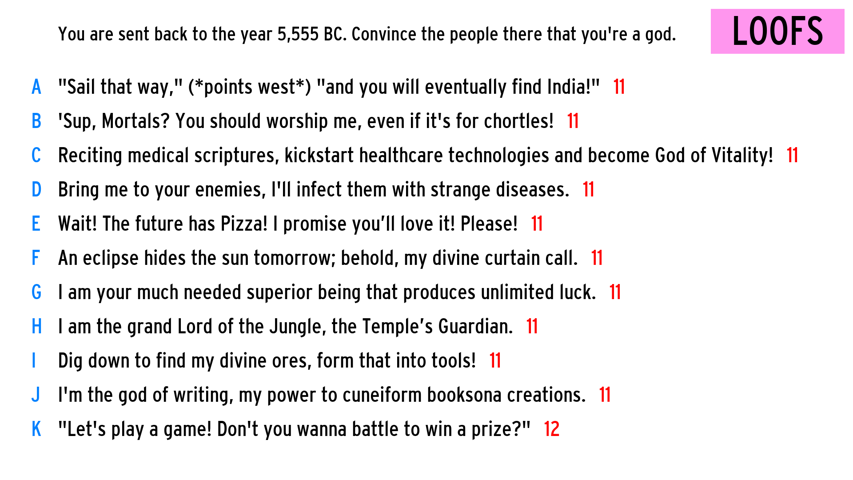 You are sent back to the year 5,555 BC. Convince the people there that you're a god.
LOOFS
A "Sail that way," (*points west*) "and you will eventually find India!" 11
B 'Sup, Mortals? You should worship me, even if it's for chortles! 11
C Reciting medical scriptures, kickstart healthcare technologies and become God of Vitality! 11
D Bring me to your enemies, I'll infect them with strange diseases. 11
E Wait! The future has Pizza! I promise you’ll love it! Please! 11
F An eclipse hides the sun tomorrow; behold, my divine curtain call. 11
G I am your much needed superior being that produces unlimited luck. 11
H I am the grand Lord of the Jungle, the Temple’s Guardian. 11
I Dig down to find my divine ores, form that into tools! 11
J I'm the god of writing, my power to cuneiform booksona creations. 11
K "Let's play a game! Don't you wanna battle to win a prize?" 12